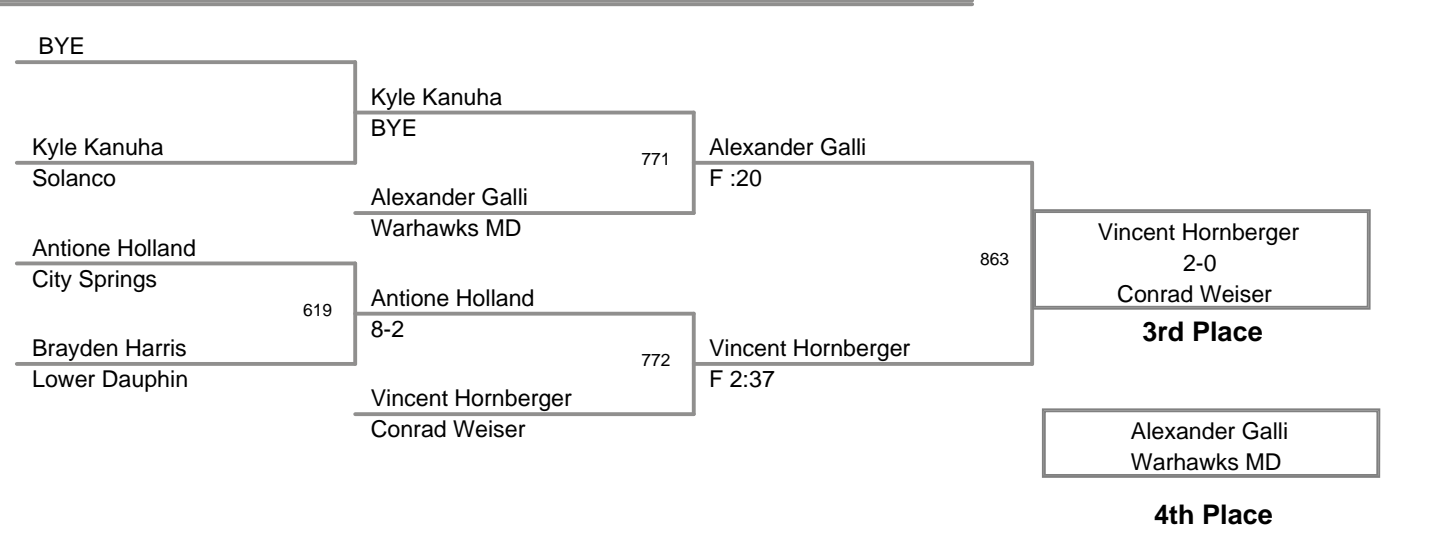 BYE
Kyle Kanuha
BYE
Kyle Kanuha
Solanco
771
Alexander Galli
F :20
Alexander Galli
Warhawks MD
Antione Holland
City Springs
863
Vincent Hornberger
2-0
Conrad Weiser
3rd Place
619
Antione Holland
8-2
Brayden Harris
Lower Dauphin
772
Vincent Hornberger
F 2:37
Vincent Hornberger
Conrad Weiser
Alexander Galli
Warhawks MD
4th Place